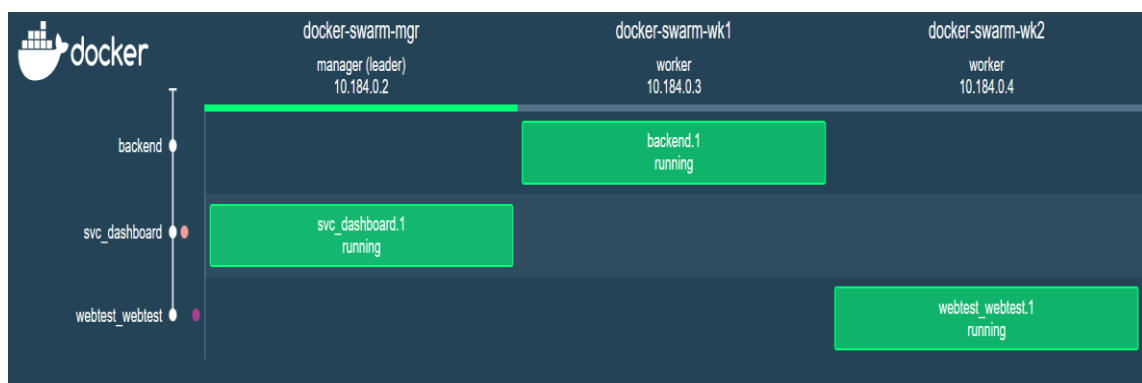 docker
docker-swarm-mgr
manager (leader)
10.184.0.2
docker-swarm-wk1
worker
10.184.0.3
docker-swarm-wk2
worker
10.184.0.4
backend
backend.1
running
svc_dashboard
svc_dashboard.1
running
webtest_webtest
webtest_webtest.1
running